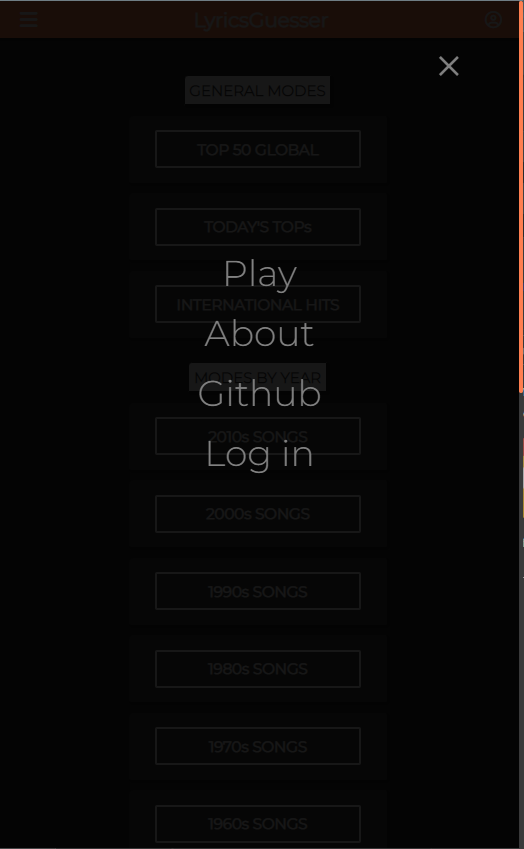 LyricsGuesser
GENERAL MODES
TOP 50 GLOBAL
TODAY'S TOPs
Play
INTERNATIONAL HITS
About
MODES BY YEAR
Github
2010s SONGS
Log in
2000s SONGS
1990s SONGS
1980s SONGS
1970s SONGS
1960s SONGS